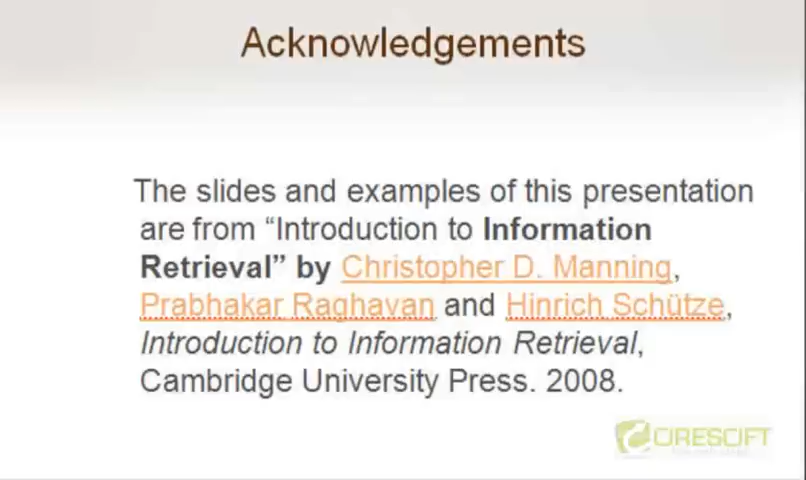 Acknowledgements
The slides and examples of this presentation
are from “Introduction to Information
Retrieval” by Christopher D. Manning,
Prabhakar Raghavan and Hinrich Schütze,
Introduction to Information Retrieval,
Cambridge University Press. 2008.